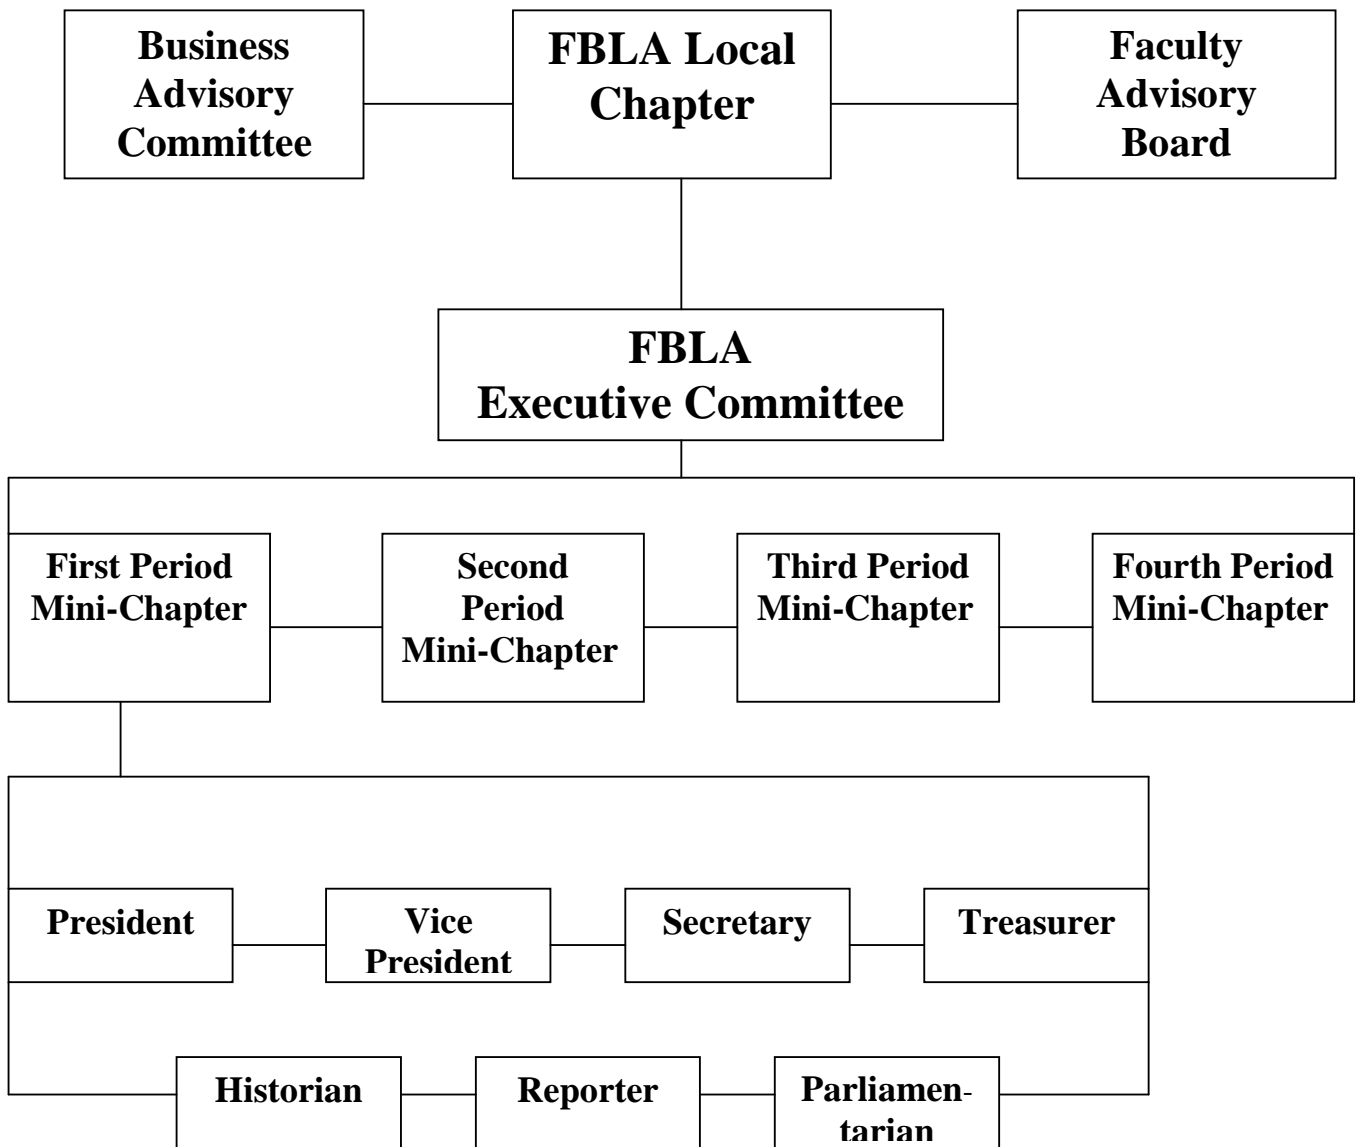 Business
Advisory
Committee
FBLA Local
Chapter
Faculty
Advisory
Board
FBLA
Executive Committee
First Period
Mini-Chapter
Second
Period
Mini-Chapter
Third Period
Mini-Chapter
Fourth Period
Mini-Chapter
President
Vice
President
Secretary
Treasurer
Historian
Reporter
Parliamen-
tarian